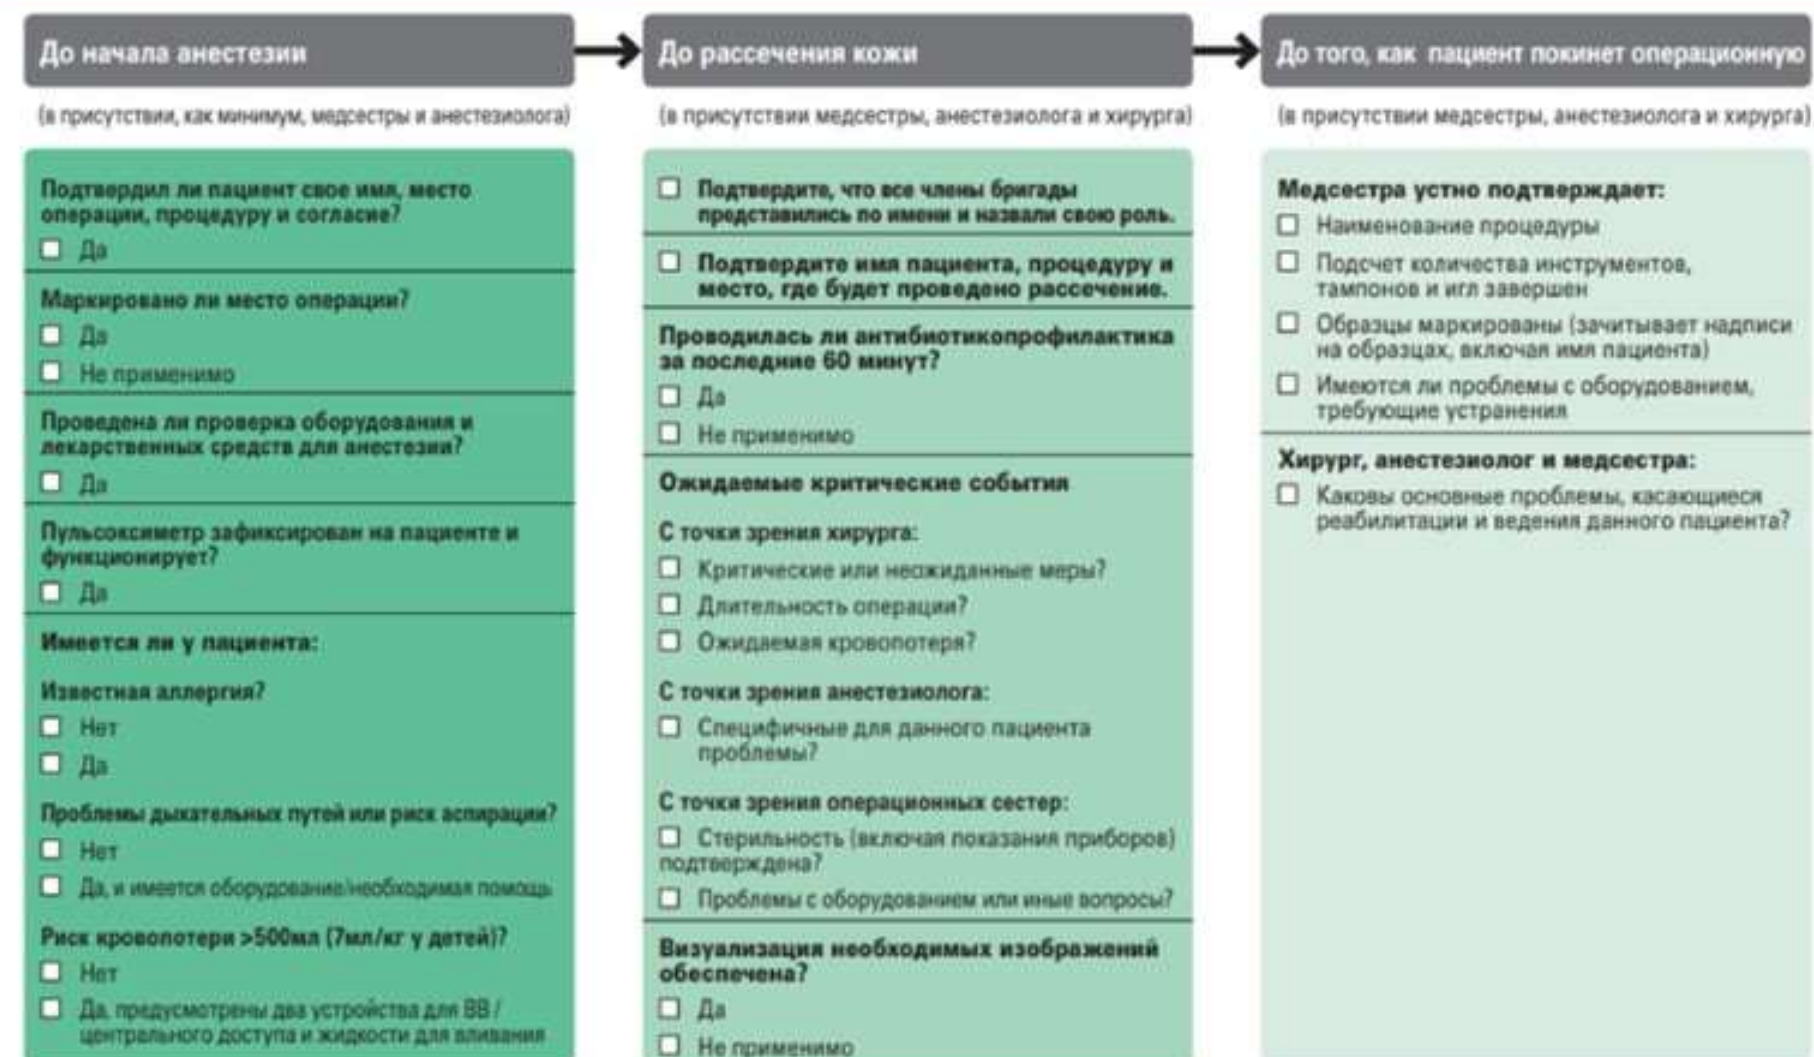 До начала анестезии
(в присутствии, как минимум, медсестры и анестезиолога)
Подтвердил ли пациент свое имя, место
операции, процедуру и согласие?
Да
Маркировано ли место операции?
Да
Не применимо
Проведена ли проверка оборудования и
лекарственных средств для анестезии?
Да
Пульсоксиметр зафиксирован на пациенте и
функционирует?
Да
Имеется ли у пациента:
Известная аллергия?
Нет
Да
Проблемы дыхательных путей или риск аспирации?
Нет
Да, и имеется оборудование/необходимая помощь
Риск кровопотери >500мл (7мл/кг у детей)?
Нет
Да, предусмотрены два устройства для ВВ /
центрального доступа и жидкости для вливания
До рассечения кожи
(в присутствии медсестры, анестезиолога и хирурга)
Подтвердите, что все члены бригады
представились по имени и назвали свою роль.
Подтвердите имя пациента, процедуру и
место, где будет проведено рассечение.
Проводилась ли антибиотикопрофилактика
за последние 60 минут?
Да
Не применимо
Ожидаемые критические события
С точки зрения хирурга:
Критические или неожиданные меры?
Длительность операции?
Ожидаемая кровопотеря?
С точки зрения анестезиолога:
Специфичные для данного пациента
проблемы?
С точки зрения операционных сестер:
Стерильность (включая показания приборов)
подтверждена?
Проблемы с оборудованием или иные вопросы?
Визуализация необходимых изображений
обеспечена?
Да
Не применимо
До того, как пациент покинет операционную
(в присутствии медсестры, анестезиолога и хирурга)
Медсестра устно подтверждает:
Наименование процедуры
Подсчет количества инструментов,
тампонов и игл завершен
Образцы маркированы (зачитывает надписи
на образцах, включая имя пациента)
Имеются ли проблемы с оборудованием,
требующие устранения
Хирург, анестезиолог и медсестра:
Каковы основные проблемы, касающиеся
реабилитации и ведения данного пациента?